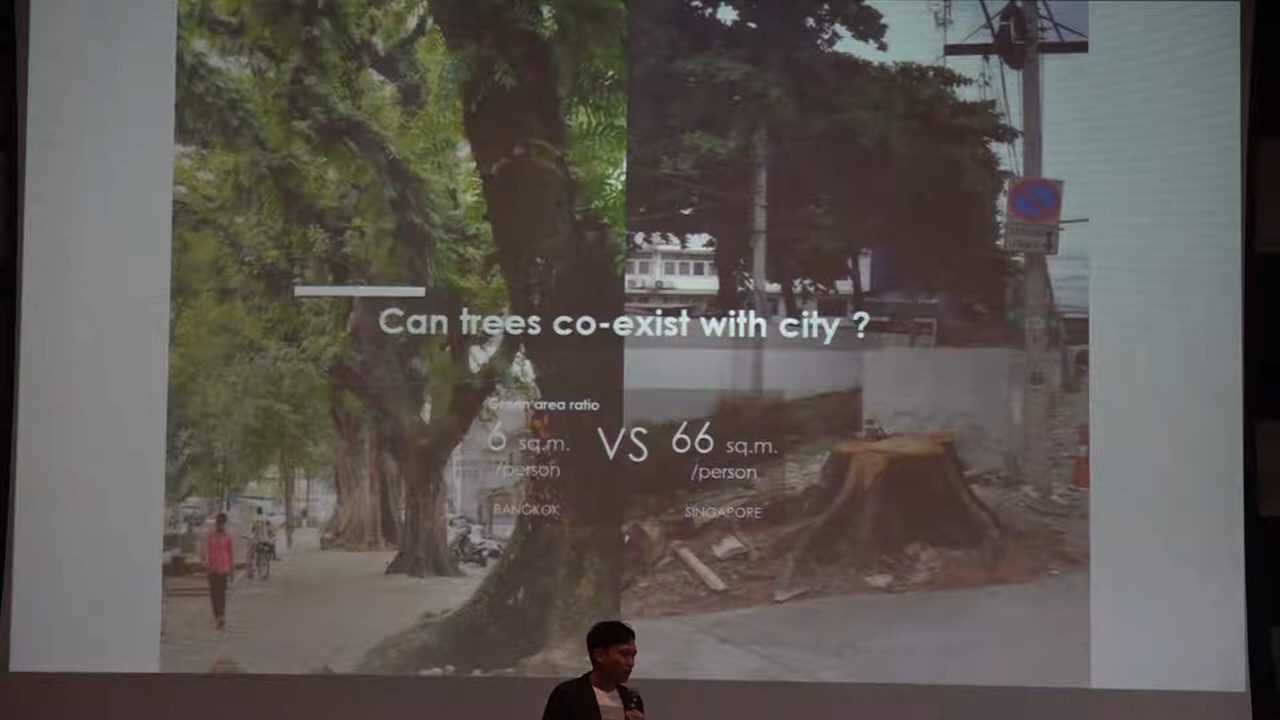 Can trees co-exist with city ?
Green area ratio
6 sq.m. VS 66 sq.m.
/person /person
BANGKOK SINGAPORE